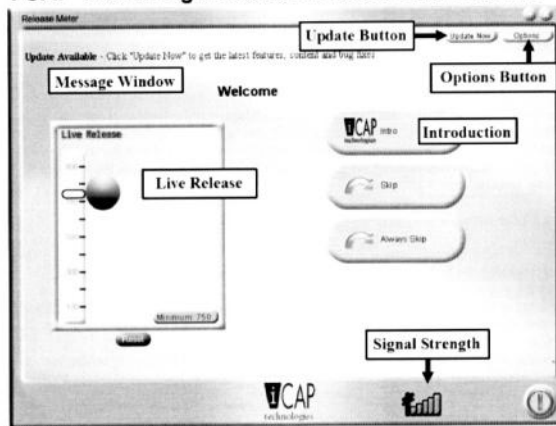 Release Meter
Update Button
Update Now
Options
Update Available - Click "Update Now" to get the latest features, content and bug fixes
Message Window
Options Button
Welcome
Live Release
iCAP
technologies
Intro
Introduction
Live Release
Skip
Always Skip
Minimum: 750
Signal Strength
iCAP
technologies